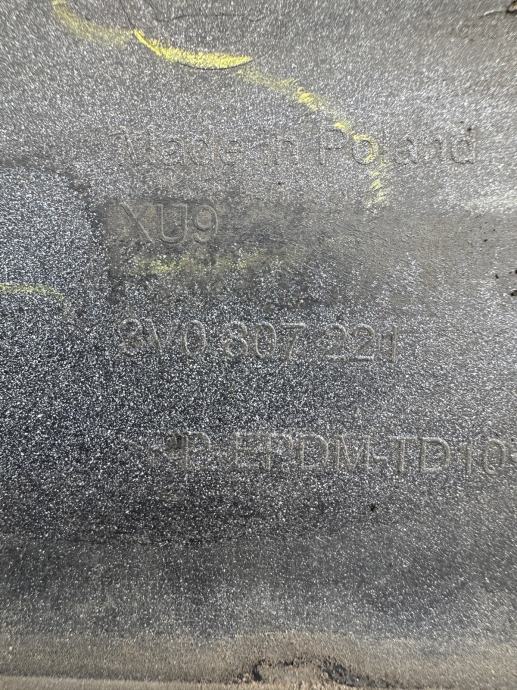 Made in Poland
XU9
3V0 807 221
>PP-EPDM-TD10